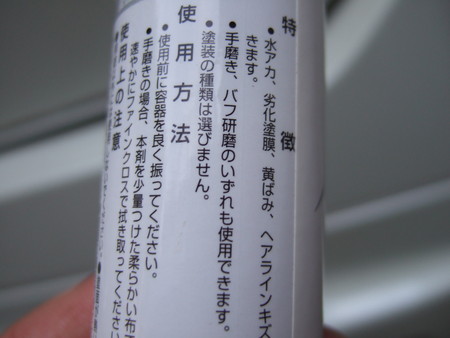 特 徴
・水アカ、劣化塗膜、黄ばみ、ヘアラインキズ
きます。
・手磨き、バフ研磨のいずれも使用できます。
・塗装の種類は選びません。
使 用 方 法
・使用前に容器を良く振ってください。
・手磨きの場合、本剤を少量つけた柔らかい布
速やかにファインクロスで拭き取ってください
使用上の注意